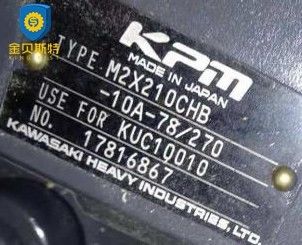 金贝斯特
KPM
MADE IN JAPAN
TYPE. M2X210CHB
-10A-78/270
USE FOR KUC10010
NO. 17816867
KAWASAKI HEAVY INDUSTRIES, LTD.